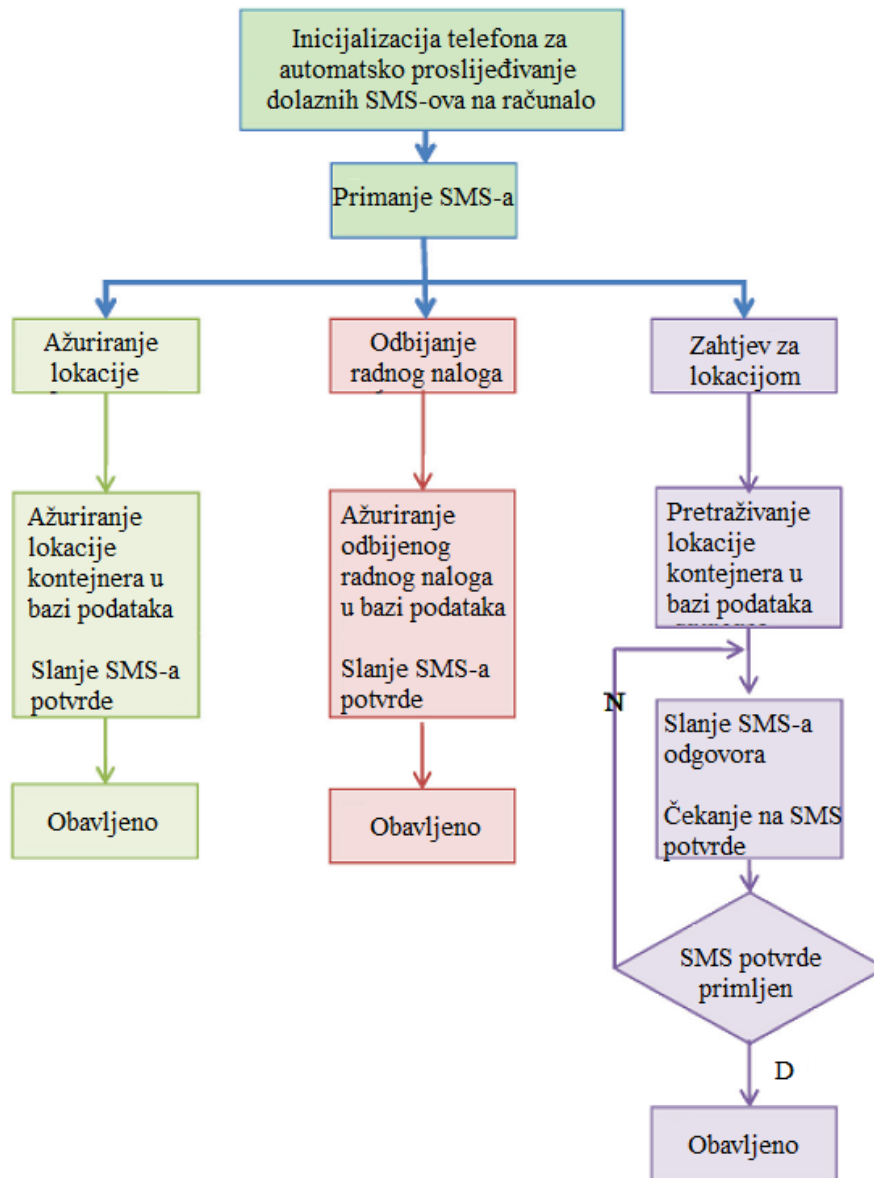 Inicijalizacija telefona za
automatsko proslijeđivanje
dolaznih SMS-ova na računalo
Primanje SMS-a
Ažuriranje
lokacije
Odbijanje
radnog naloga
Zahtjev za
lokacijom
Ažuriranje
lokacije
kontejnera u
bazi podataka
Slanje SMS-a
potvrde
Ažuriranje
odbijenog
radnog naloga
u bazi podataka
Slanje SMS-a
potvrde
Pretraživanje
lokacije
kontejnera u
bazi podataka
N
Slanje SMS-a
odgovora
Čekanje na SMS
potvrde
Obavljeno
Obavljeno
SMS potvrde
primljen
D
Obavljeno